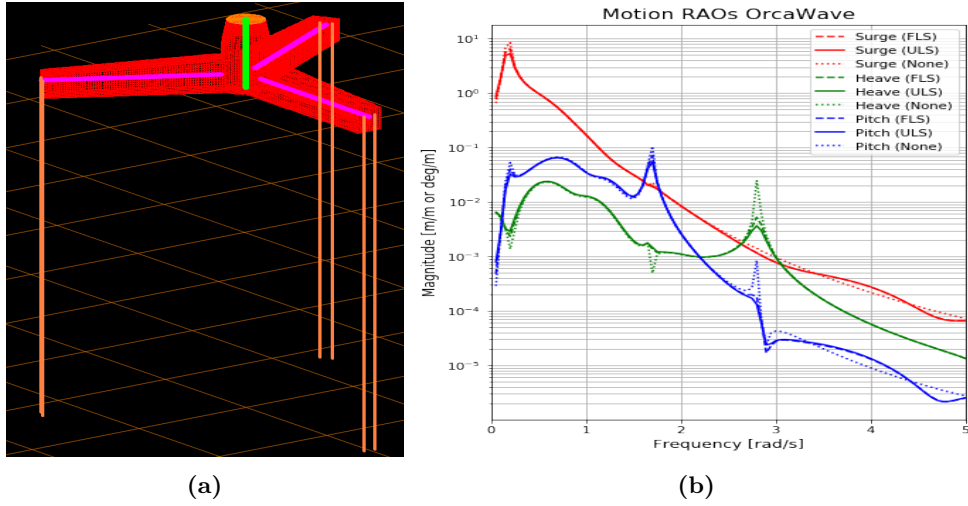 Motion RAOs OrcaWave
Magnitude [m/m or deg/m]
10¹
10⁰
10⁻¹
10⁻²
10⁻³
10⁻⁴
10⁻⁵
Surge (FLS)
Surge (ULS)
Surge (None)
Heave (FLS)
Heave (ULS)
Heave (None)
Pitch (FLS)
Pitch (ULS)
Pitch (None)
0 1 2 3 4 5
Frequency [rad/s]
(a) (b)